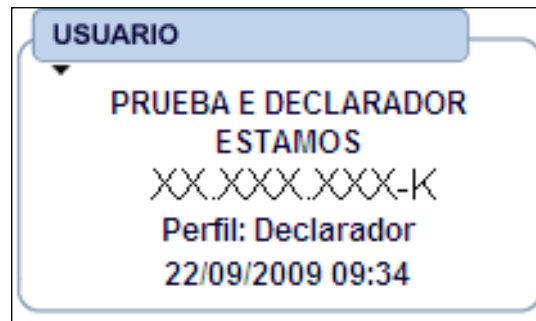 USUARIO
PRUEBA E DECLARADOR
ESTAMOS
XX.XXX.XXX-K
Perfil: Declarador
22/09/2009 09:34